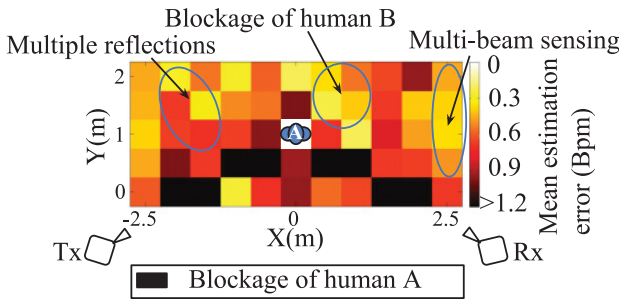 Blockage of human B
Multiple reflections
Multi-beam sensing
2
1
0
Y(m)
A
-2.5
0
2.5
X(m)
0
0.3
0.6
0.9
>1.2
Mean estimation
error (Bpm)
Tx
Rx
Blockage of human A